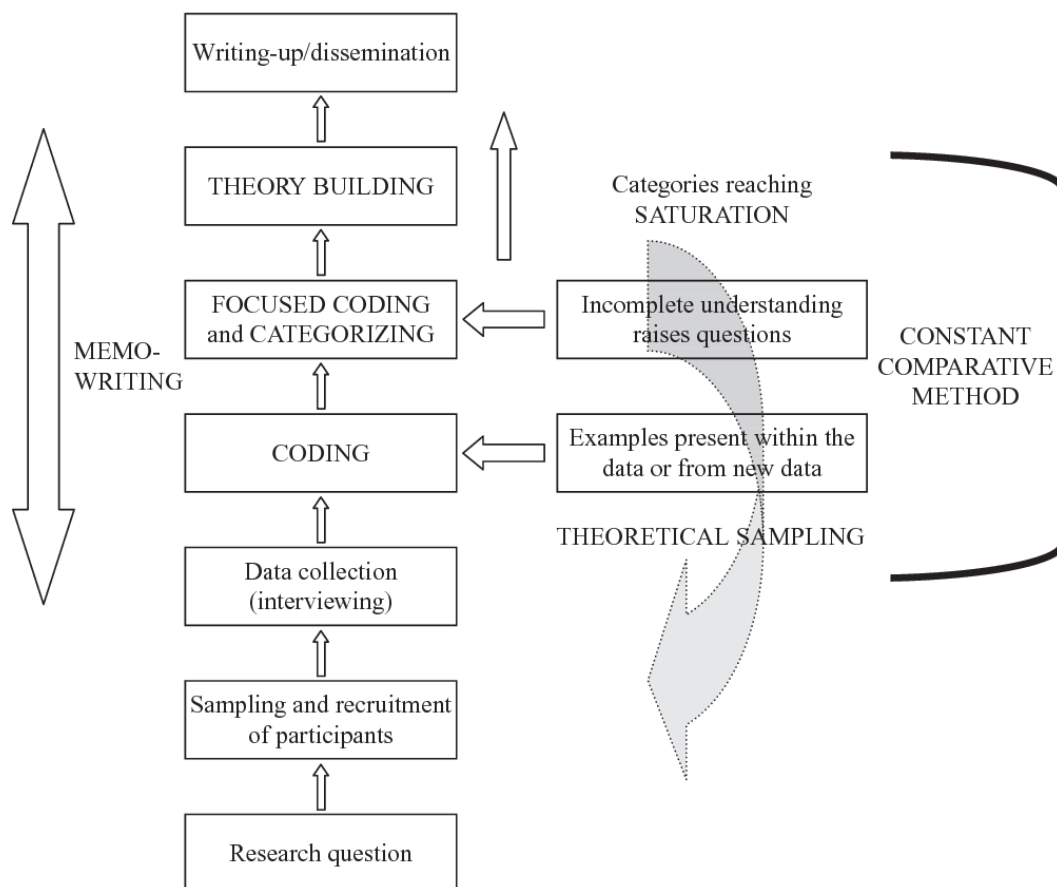 Writing-up/dissemination
THEORY BUILDING
Categories reaching
SATURATION
FOCUSED CODING
and CATEGORIZING
Incomplete understanding
raises questions
MEMO-
WRITING
CONSTANT
COMPARATIVE
METHOD
CODING
Examples present within the
data or from new data
THEORETICAL SAMPLING
Data collection
(interviewing)
Sampling and recruitment
of participants
Research question